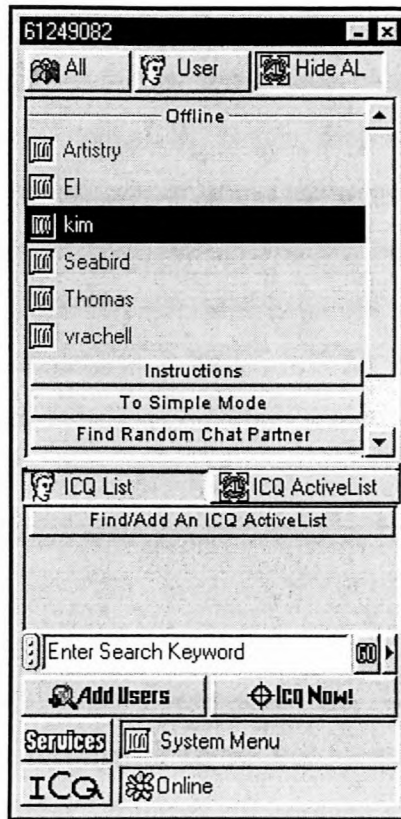 61249082
All User Hide AL
Offline
Artistry
El
kim
Seabird
Thomas
vrachell
Instructions
To Simple Mode
Find Random Chat Partner
ICQ List ICQ ActiveList
Find/Add An ICQ ActiveList
Enter Search Keyword GO
Add Users Icq Now!
Services System Menu
ICQ Online